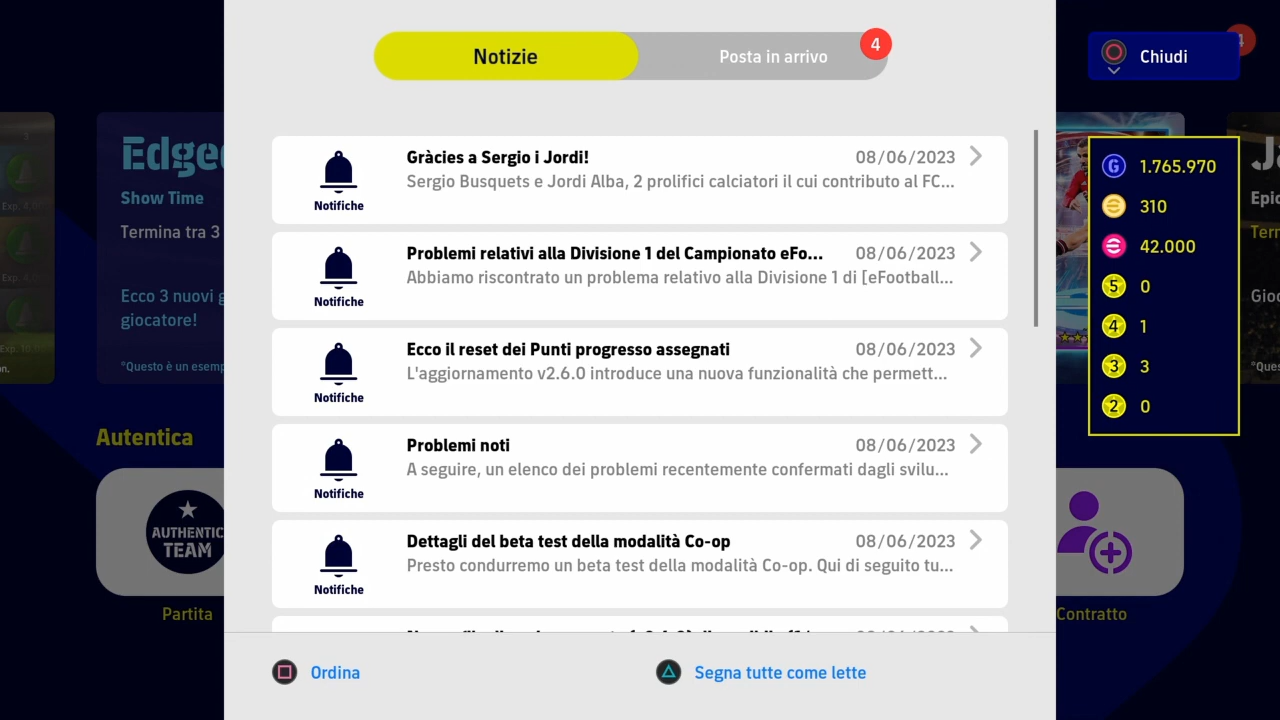 Notizie
Posta in arrivo
4
Chiudi
Gràcies a Sergio i Jordi!
08/06/2023
Sergio Busquets e Jordi Alba, 2 prolifici calciatori il cui contributo al FC...
Notifiche
Problemi relativi alla Divisione 1 del Campionato eFo...
Abbiamo riscontrato un problema relativo alla Divisione 1 di [eFootball...
Notifiche
Ecco il reset dei Punti progresso assegnati
08/06/2023
L'aggiornamento v2.6.0 introduce una nuova funzionalità che permett...
Notifiche
Problemi noti
08/06/2023
A seguire, un elenco dei problemi recentemente confermati dagli svilu...
Notifiche
Dettagli del beta test della modalità Co-op
08/06/2023
Presto condurremo un beta test della modalità Co-op. Qui di seguito tu...
Notifiche
Ordina
Segna tutte come lette
G 1.765.970
310
42.000
5 0
4 1
3 3
2 0
Show Time
Termina tra 3
Ecco 3 nuovi g
giocatore!
*Questo è un esemp
Autentica
AUTHENTIC
TEAM
Partita
Contratto
Epic
Term
Gioc
*Ques